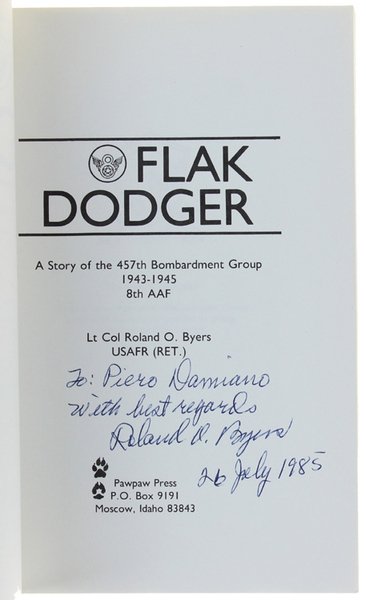 FLAK
DODGER
A Story of the 457th Bombardment Group
1943-1945
8th AAF
Lt Col Roland O. Byers
USAFR (RET.)
To: Piero Damiano
With best regards
Roland O. Byers
26 July 1985
Pawpaw Press
P.O. Box 9191
Moscow, Idaho 83843